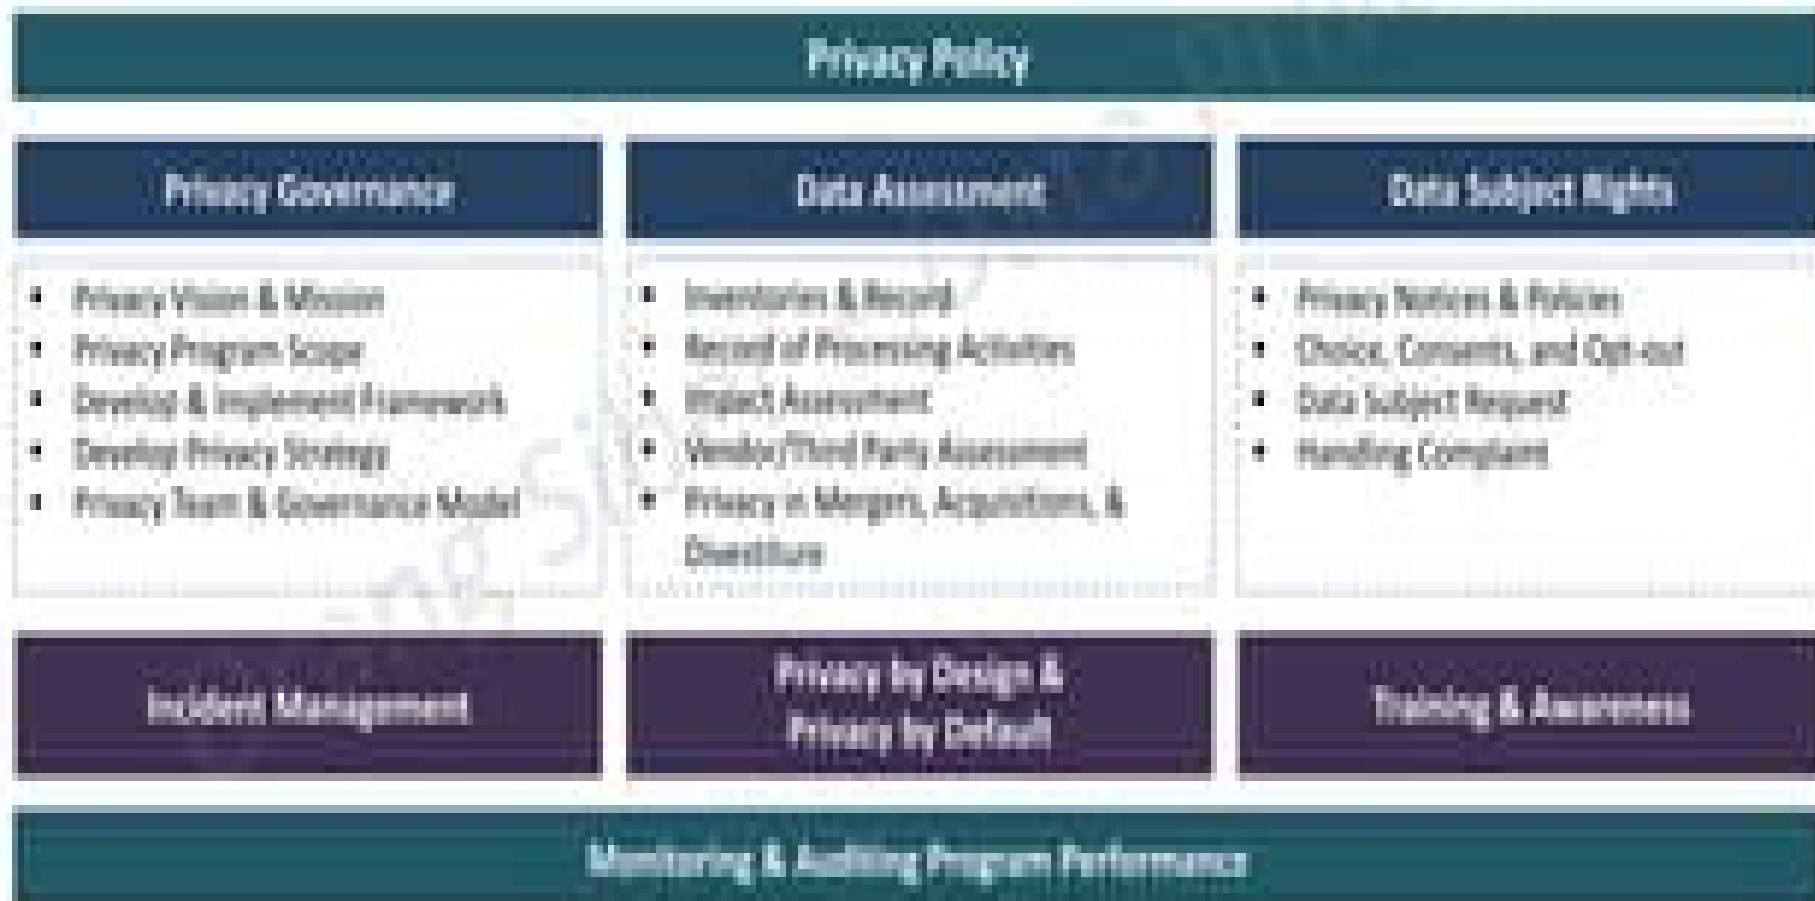 Privacy Policy
Privacy Governance
• Privacy Vision & Mission
• Privacy Program Scope
• Develop & Implement Framework
• Develop Privacy Strategy
• Privacy Team & Governance Model
Data Assessment
• Inventories & Record
• Record of Processing Activities
• Impact Assessment
• Vendor/Third Party Assessment
• Privacy in Mergers, Acquisitions, &
Divestiture
Data Subject Rights
• Privacy Notices & Policies
• Choice, Consents, and Opt-out
• Data Subject Request
• Handling Complaint
Incident Management
Privacy by Design &
Privacy by Default
Training & Awareness
Monitoring & Auditing Program Performance